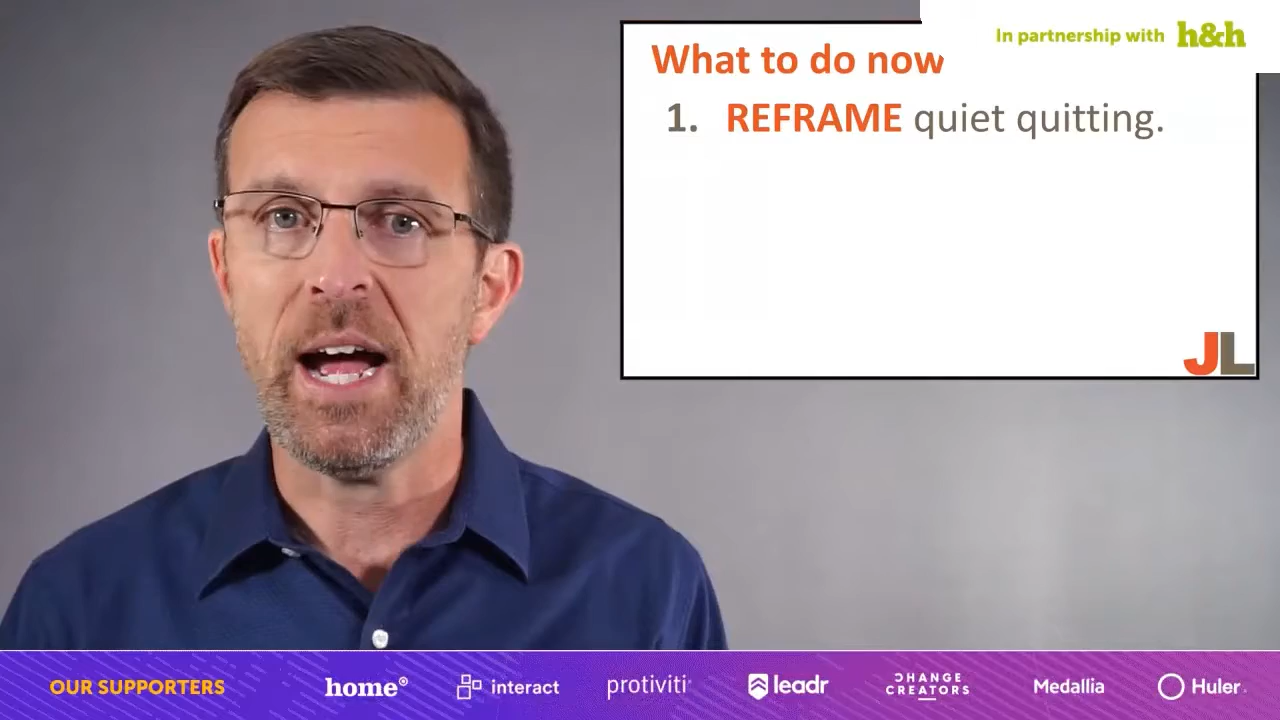 In partnership with h&h
What to do now
1. REFRAME quiet quitting.
JL
OUR SUPPORTERS
home
interact
protiviti
leadr
CHANGE
CREATORS
Medallia
Huler